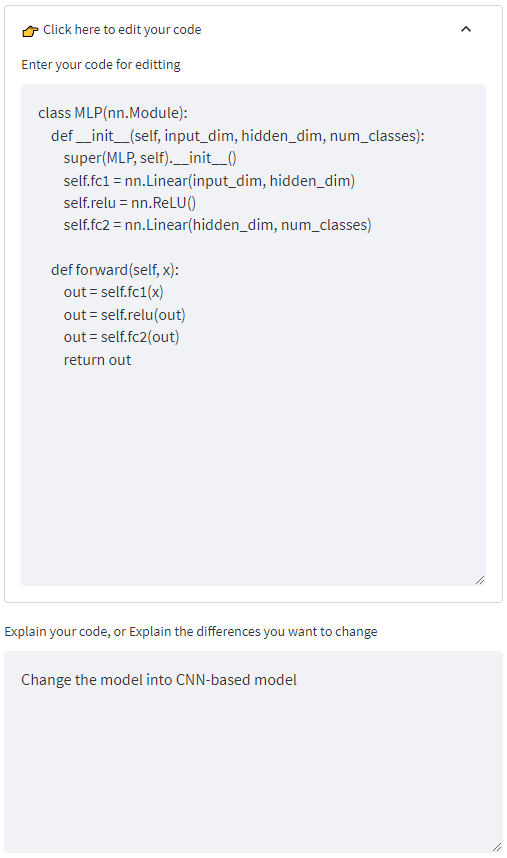 👉 Click here to edit your code
Enter your code for editting
class MLP(nn.Module):
    def __init__(self, input_dim, hidden_dim, num_classes):
        super(MLP, self).__init__()
        self.fc1 = nn.Linear(input_dim, hidden_dim)
        self.relu = nn.ReLU()
        self.fc2 = nn.Linear(hidden_dim, num_classes)
    def forward(self, x):
        out = self.fc1(x)
        out = self.relu(out)
        out = self.fc2(out)
        return out
Explain your code, or Explain the differences you want to change
Change the model into CNN-based model